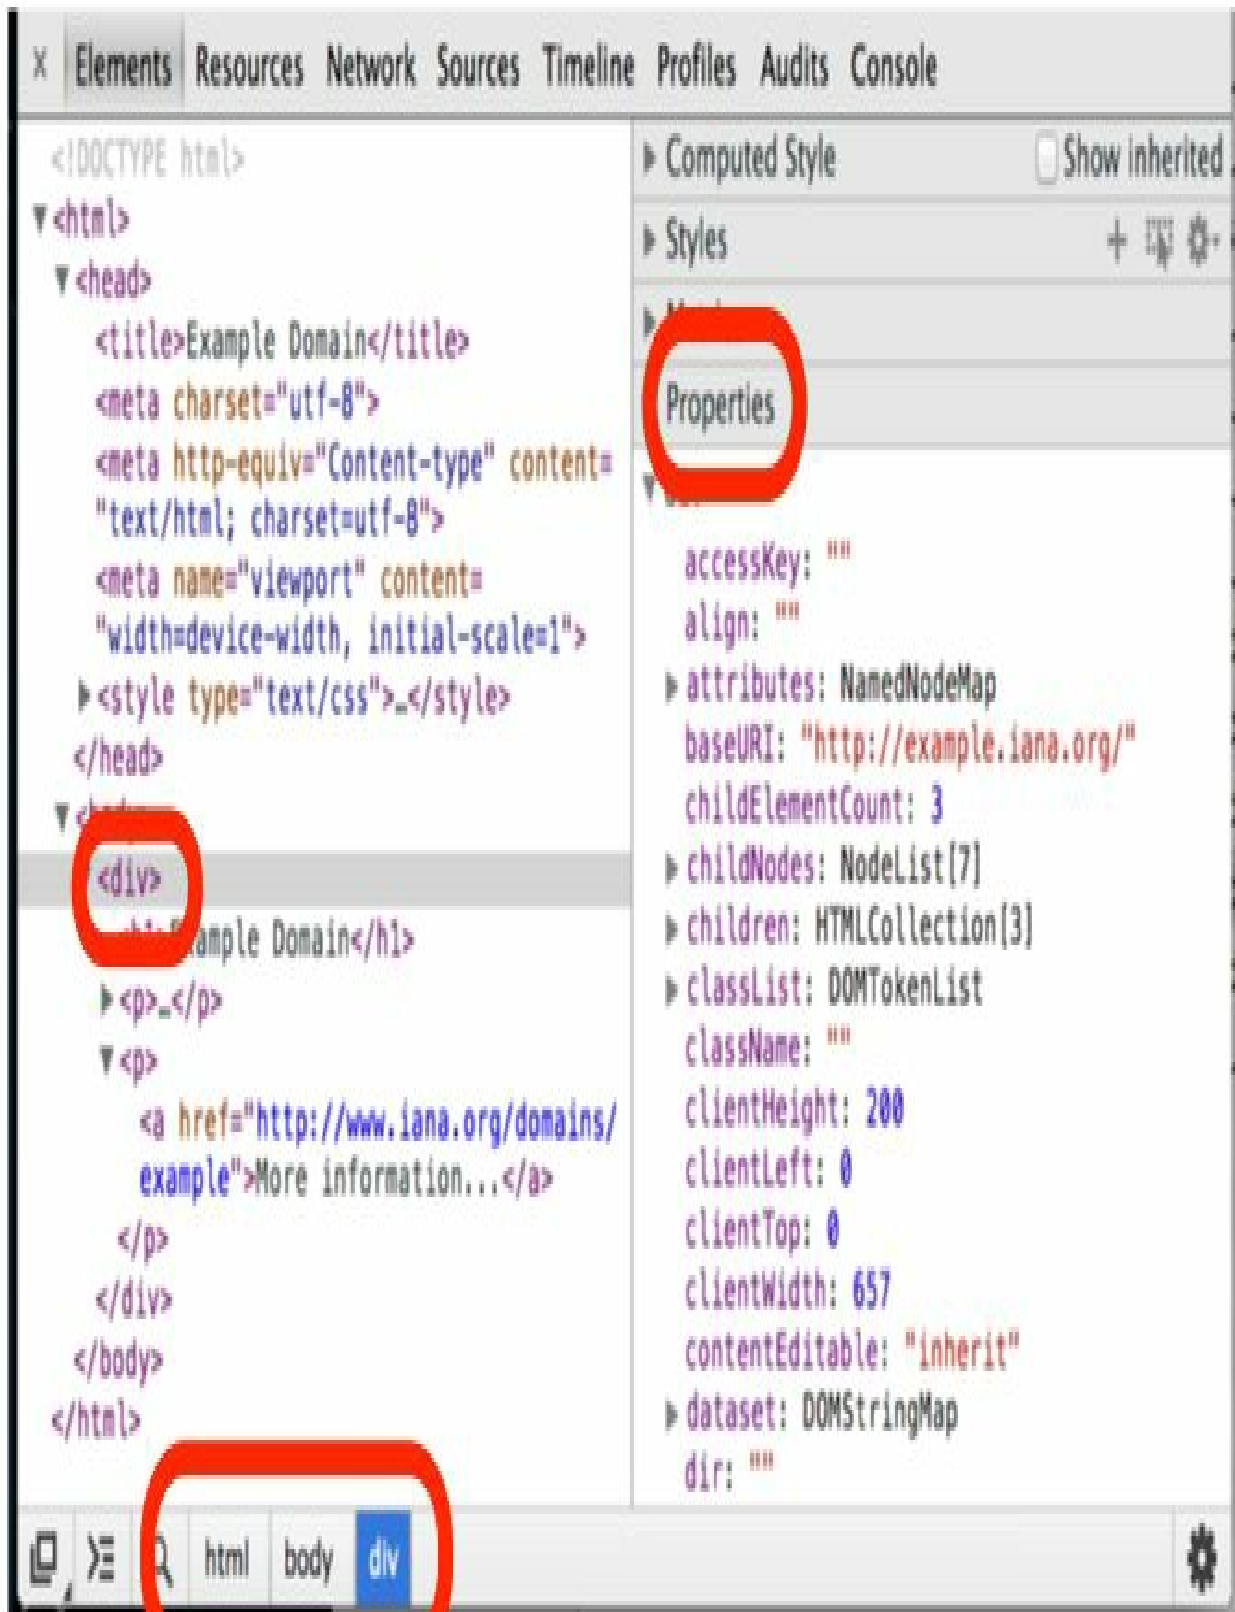 X Elements Resources Network Sources Timeline Profiles Audits Console
<!DOCTYPE html>
<html>
<head>
<title>Example Domain</title>
<meta charset="utf-8">
<meta http-equiv="Content-type" content=
"text/html; charset=utf-8">
<meta name="viewport" content=
"width=device-width, initial-scale=1">
<style type="text/css">…</style>
</head>
<div>
Example Domain</h1>
<p>…</p>
<p>
<a href="http://www.iana.org/domains/
example">More information...</a>
</p>
</div>
</body>
</html>
html body div
Computed Style Show inherited
Styles
Properties
accessKey: ""
align: ""
attributes: NamedNodeMap
baseURI: "http://example.iana.org/"
childElementCount: 3
childNodes: NodeList[7]
children: HTMLCollection[3]
classList: DOMTokenList
className: ""
clientHeight: 200
clientLeft: 0
clientTop: 0
clientWidth: 657
contentEditable: "inherit"
dataset: DOMStringMap
dir: ""